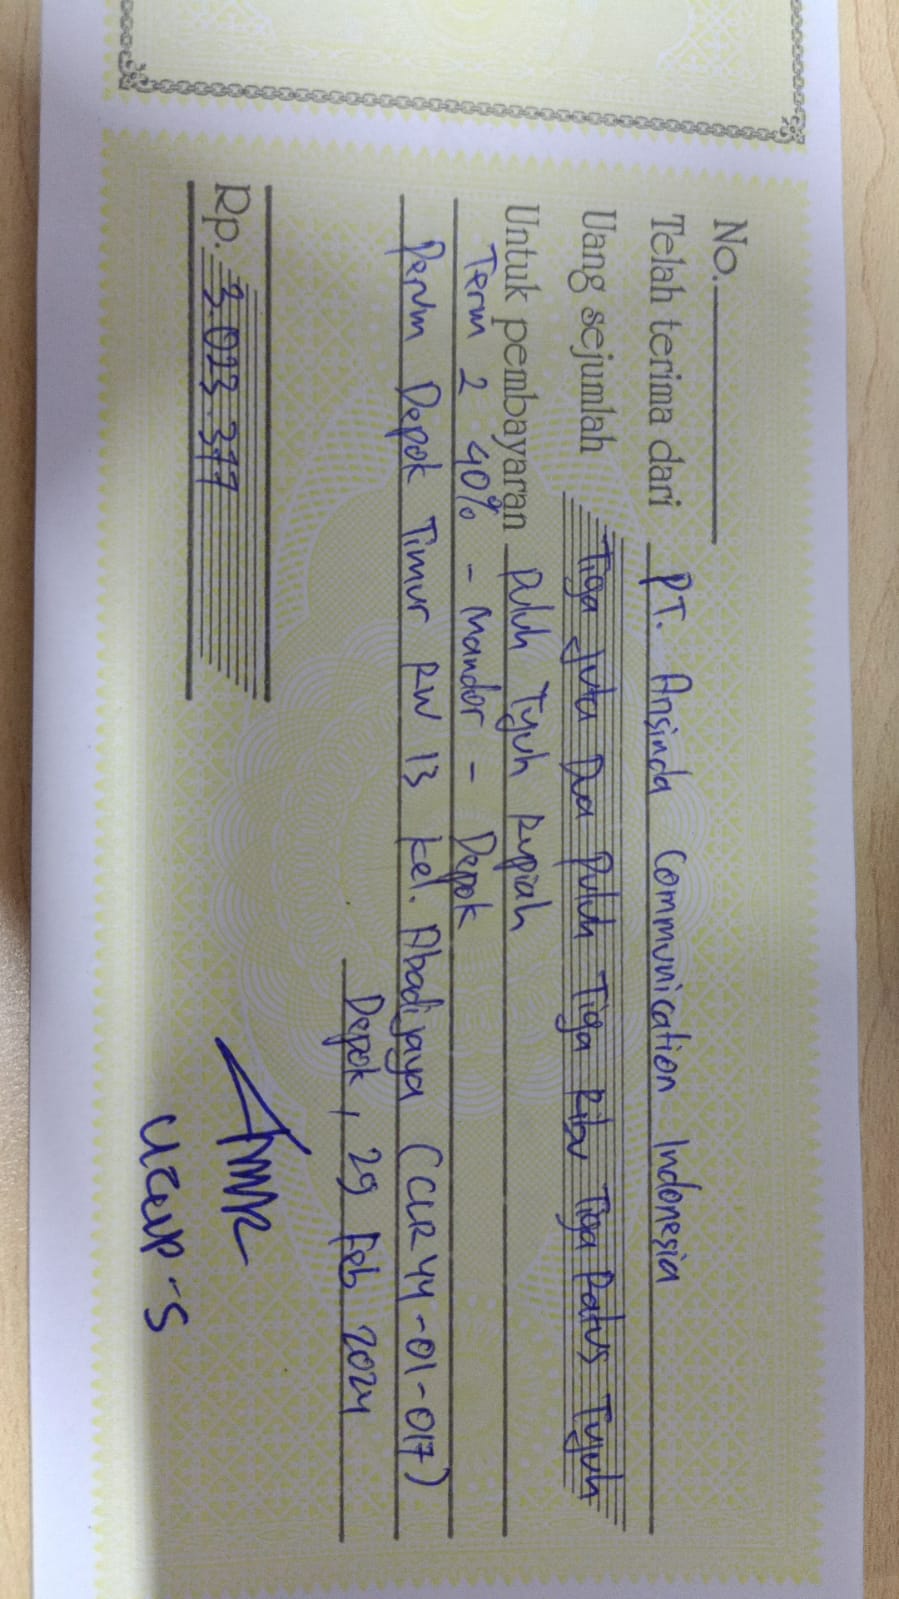 No.
Telah terima dari PT. Ansinda Communication Indonesia
Uang sejumlah Tiga Juta Dua Puluh Tiga Ribu Tiga Ratus Tujuh
Untuk pembayaran Puluh Tujuh Rupiah
Term 2 40% - Mandor - Depok
Perum Depok Timur RW 13 Kel. Abadijaya (CLR44-01-017)
Depok, 29 Feb 2024
Rp. 3.023.377
Ucup-S